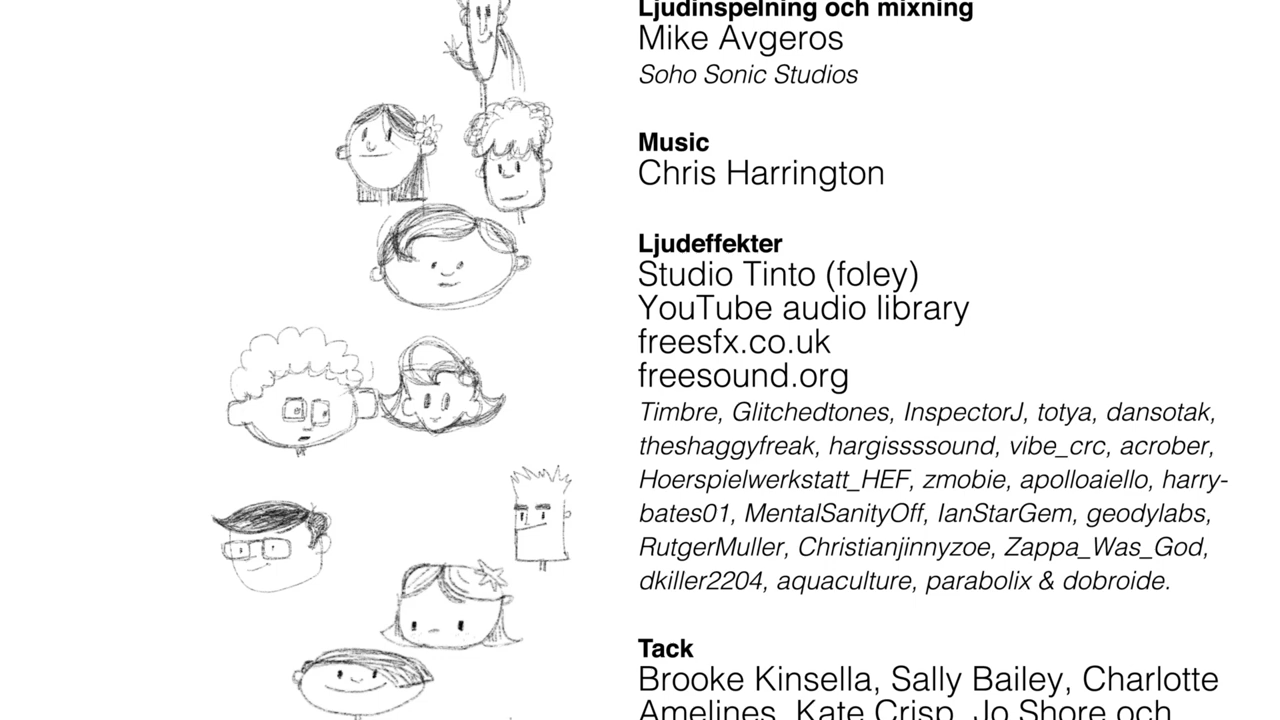 Ljudinspelning och mixning
Mike Avgeros
Soho Sonic Studios
Music
Chris Harrington
Ljudeffekter
Studio Tinto (foley)
YouTube audio library
freesfx.co.uk
freesound.org
Timbre, Glitchedtones, InspectorJ, totya, dansotak,
theshaggyfreak, hargissssound, vibe_crc, acrober,
Hoerspielwerkstatt_HEF, zmobie, apolloaiello, harry-
bates01, MentalSanityOff, IanStarGem, geodylabs,
RutgerMuller, Christianjinnyzoe, Zappa_Was_God,
dkiller2204, aquaculture, parabolix & dobroide.
Tack
Brooke Kinsella, Sally Bailey, Charlotte
Amelines, Kate Crisp, Jo Shore och